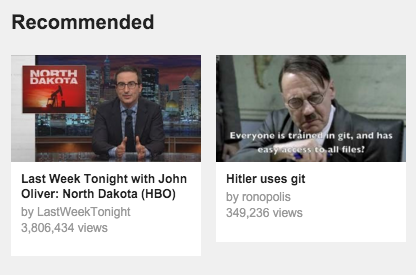 Recommended
NORTH
DAKOTA
Last Week Tonight with John
Oliver: North Dakota (HBO)
by LastWeekTonight
3,806,434 views
Everyone is trained in git, and has
easy access to all files?
Hitler uses git
by ronopolis
349,236 views